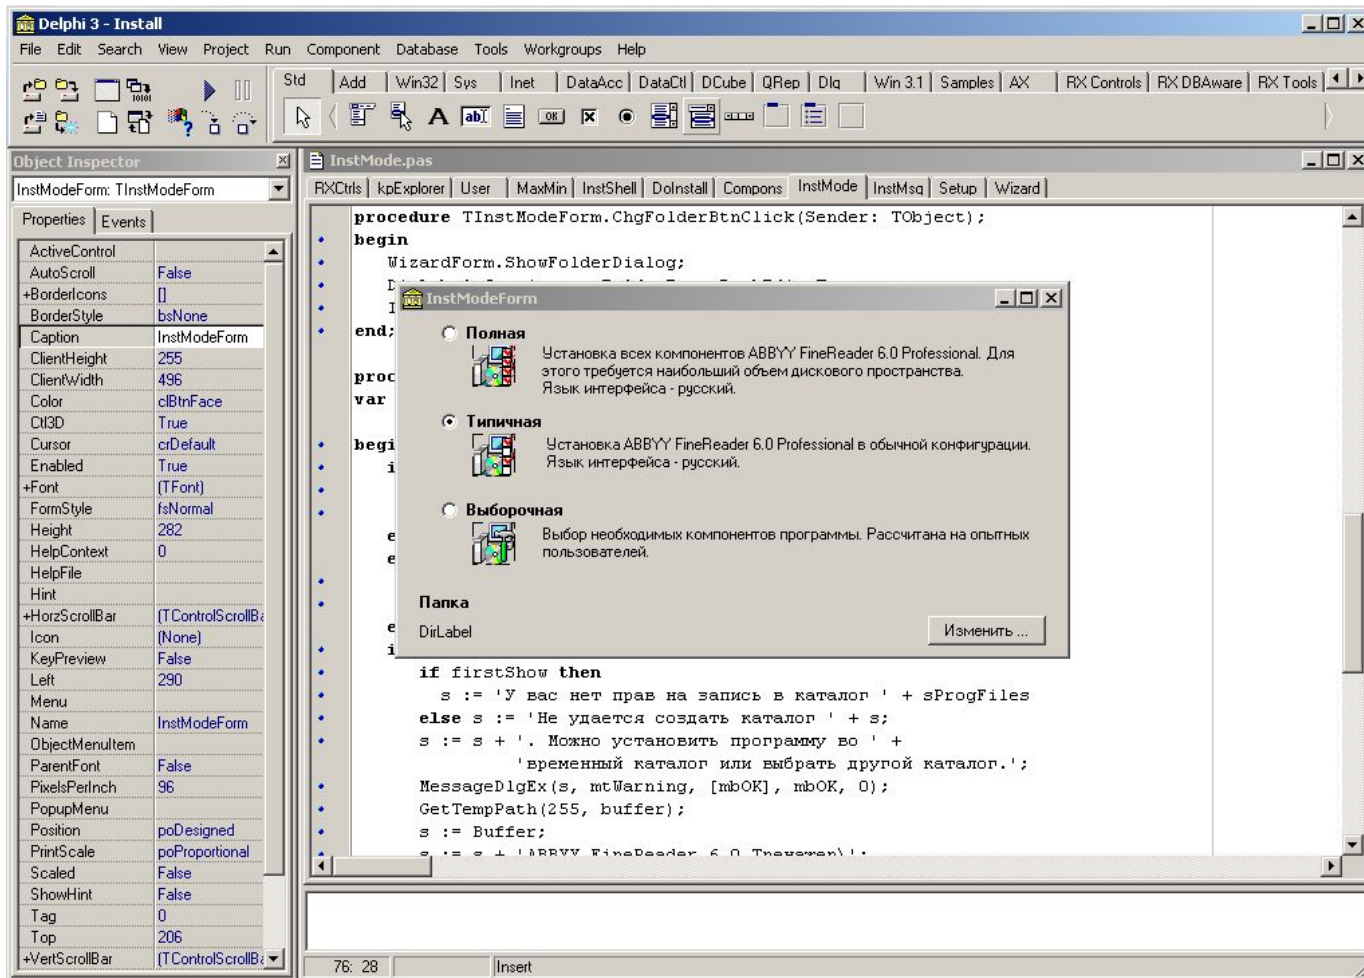 Delphi 3 - Install
File Edit Search View Project Run Component Database Tools Workgroups Help
Std Add Win32 Sys Inet DataAcc DataCtl DCube QRep Dlg Win 3.1 Samples AX RX Controls RX DBAware RX Tools
Object Inspector
InstModeForm: TInstModeForm
Properties Events
ActiveControl
AutoScroll False
+BorderIcons []
BorderStyle bsNone
Caption InstModeForm
ClientHeight 255
ClientWidth 496
Color clBtnFace
Ctl3D True
Cursor crDefault
Enabled True
+Font (TFont)
FormStyle fsNormal
Height 282
HelpContext 0
HelpFile
Hint
+HorzScrollBar (TControlScrollBa
Icon (None)
KeyPreview False
Left 290
Menu
Name InstModeForm
ObjectMenuItem
ParentFont False
PixelsPerInch 96
PopupMenu
Position poDesigned
PrintScale poProportional
Scaled False
ShowHint False
Tag 0
Top 206
+VertScrollBar (TControlScrollBa
InstMode.pas
RXCtrls kpExplorer User MaxMin InstShell DoInstall Compons InstMode InstMsg Setup Wizard
procedure TInstModeForm.ChgFolderBtnClick(Sender: TObject);
begin
WizardForm.ShowFolderDialog;
end;
proc
var
begi
InstModeForm
Полная
Установка всех компонентов ABBYY FineReader 6.0 Professional. Для
этого требуется наибольший объем дискового пространства.
Язык интерфейса - русский.
Типичная
Установка ABBYY FineReader 6.0 Professional в обычной конфигурации.
Язык интерфейса - русский.
Выборочная
Выбор необходимых компонентов программы. Рассчитана на опытных
пользователей.
Папка
DirLabel Изменить ...
if firstShow then
s := 'У вас нет прав на запись в каталог ' + sProgFiles
else s := 'Не удается создать каталог ' + s;
s := s + '. Можно установить программу во ' +
'временный каталог или выбрать другой каталог.';
MessageDlgEx(s, mtWarning, [mbOK], mbOK, 0);
GetTempPath(255, buffer);
s := Buffer;
s := s + 'ABBYY FineReader 6.0
76: 28 Insert